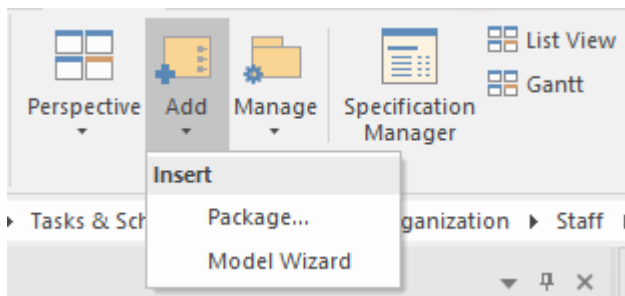 Perspective
Add
Manage
Specification
Manager
List View
Gantt
Insert
Package...
Model Wizard
Tasks & Sch
ganization
Staff